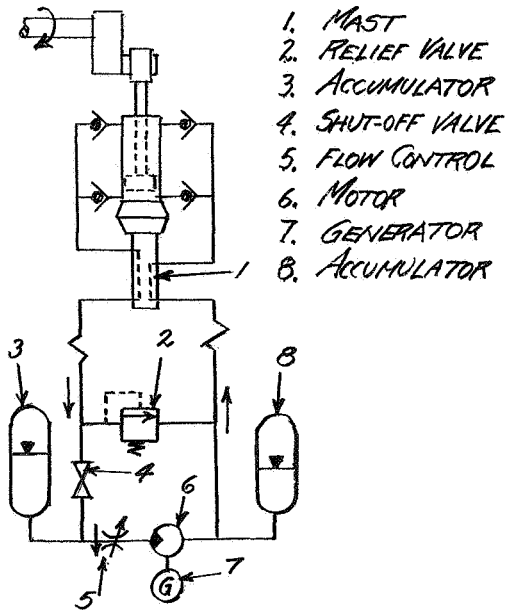 1. MAST
2. RELIEF VALVE
3. ACCUMULATOR
4. SHUT-OFF VALVE
5. FLOW CONTROL
6. MOTOR
7. GENERATOR
8. ACCUMULATOR
1
3
2
8
4
6
5
G
7